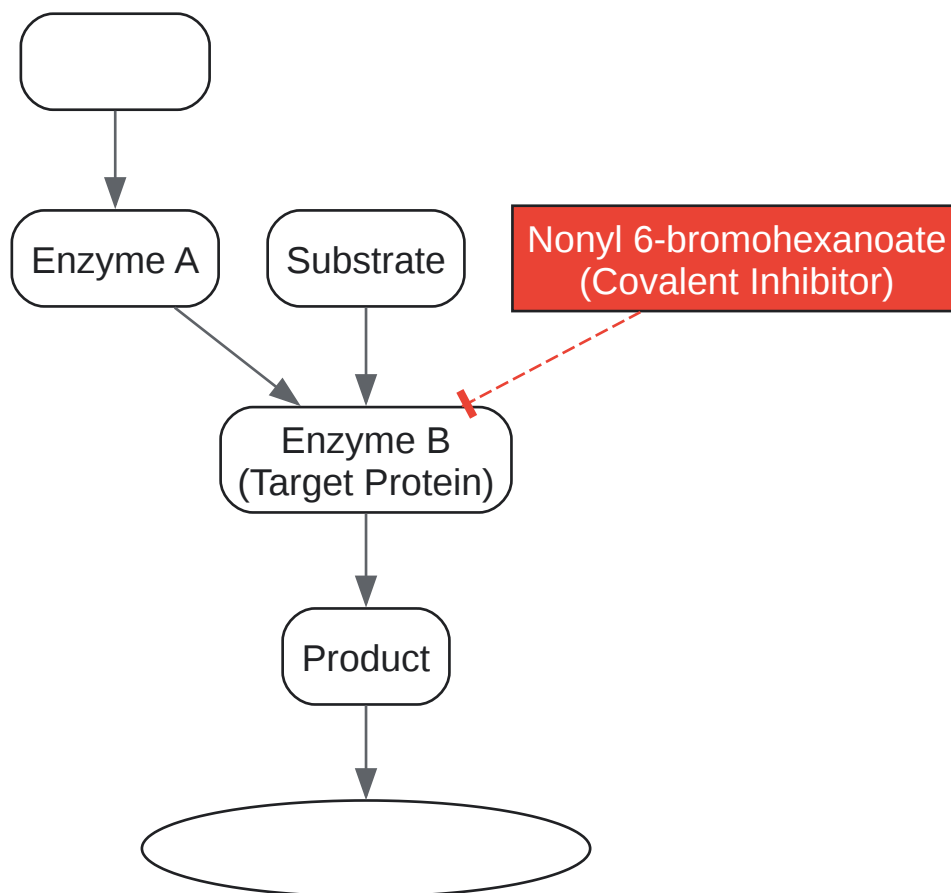 Enzyme A
Substrate
Nonyl 6-bromohexanoate
(Covalent Inhibitor)
Enzyme B
(Target Protein)
Product